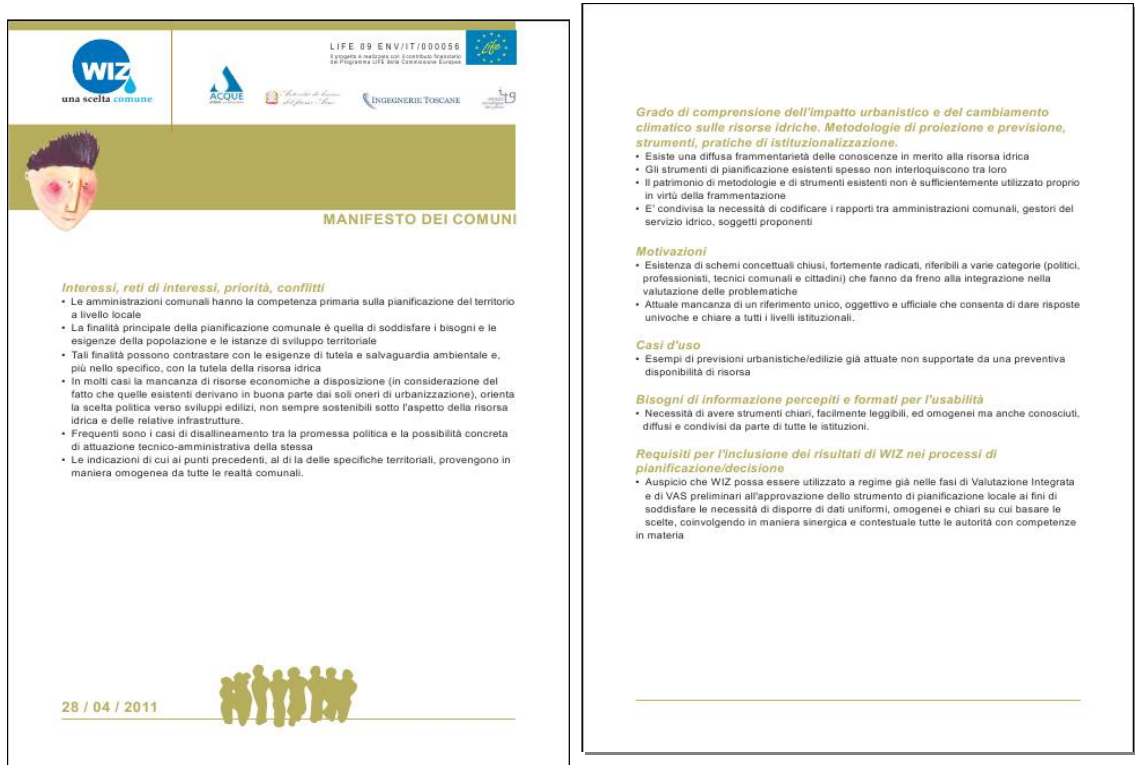 LIFE 09 ENV/IT/000056
Il progetto è realizzato con il contributo finanziario
del Programma LIFE della Commissione Europea
Life
WIZ
una scelta comune
ACQUE
INGEGNERIE TOSCANE
MANIFESTO DEI COMUNI
Interessi, reti di interessi, priorità, conflitti
• Le amministrazioni comunali hanno la competenza primaria sulla pianificazione del territorio
a livello locale
• La finalità principale della pianificazione comunale è quella di soddisfare i bisogni e le
esigenze della popolazione e le istanze di sviluppo territoriale
• Tali finalità possono contrastare con le esigenze di tutela e salvaguardia ambientale e,
più nello specifico, con la tutela della risorsa idrica
• In molti casi la mancanza di risorse economiche a disposizione (in considerazione del
fatto che quelle esistenti derivano in buona parte dai soli oneri di urbanizzazione), orienta
la scelta politica verso sviluppi edilizi, non sempre sostenibili sotto l'aspetto della risorsa
idrica e delle relative infrastrutture.
• Frequenti sono i casi di disallineamento tra la promessa politica e la possibilità concreta
di attuazione tecnico-amministrativa della stessa
• Le indicazioni di cui ai punti precedenti, al di la delle specifiche territoriali, provengono in
maniera omogenea da tutte le realtà comunali.
28 / 04 / 2011
Grado di comprensione dell'impatto urbanistico e del cambiamento
climatico sulle risorse idriche. Metodologie di proiezione e previsione,
strumenti, pratiche di istituzionalizzazione.
• Esiste una diffusa frammentarietà delle conoscenze in merito alla risorsa idrica
• Gli strumenti di pianificazione esistenti spesso non interloquiscono tra loro
• Il patrimonio di metodologie e di strumenti esistenti non è sufficientemente utilizzato proprio
in virtù della frammentazione
• E' condivisa la necessità di codificare i rapporti tra amministrazioni comunali, gestori del
servizio idrico, soggetti proponenti
Motivazioni
• Esistenza di schemi concettuali chiusi, fortemente radicati, riferibili a varie categorie (politici,
professionisti, tecnici comunali e cittadini) che fanno da freno alla integrazione nella
valutazione delle problematiche
• Attuale mancanza di un riferimento unico, oggettivo e ufficiale che consenta di dare risposte
univoche e chiare a tutti i livelli istituzionali.
Casi d'uso
• Esempi di previsioni urbanistiche/edilizie già attuate non supportate da una preventiva
disponibilità di risorsa
Bisogni di informazione percepiti e formati per l'usabilità
• Necessità di avere strumenti chiari, facilmente leggibili, ed omogenei ma anche conosciuti,
diffusi e condivisi da parte di tutte le istituzioni.
Requisiti per l'inclusione dei risultati di WIZ nei processi di
pianificazione/decisione
• Auspicio che WIZ possa essere utilizzato a regime già nelle fasi di Valutazione Integrata
e di VAS preliminari all'approvazione dello strumento di pianificazione locale ai fini di
soddisfare le necessità di disporre di dati uniformi, omogenei e chiari su cui basare le
scelte, coinvolgendo in maniera sinergica e contestuale tutte le autorità con competenze
in materia